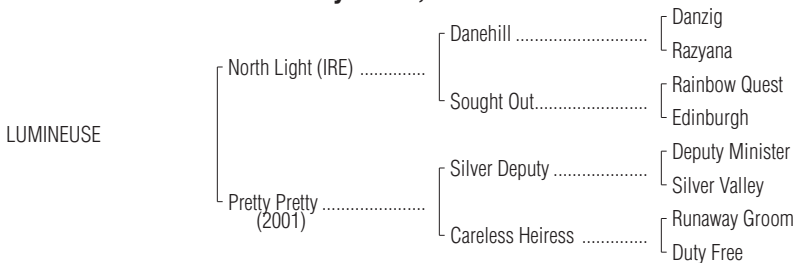 Danzig
Danehill ............................
Razyana
North Light (IRE) ..............
Rainbow Quest
Sought Out........................
Edinburgh
LUMINEUSE
Deputy Minister
Silver Deputy ....................
Silver Valley
Pretty Pretty ......................
(2001)
Runaway Groom
Careless Heiress ..............
Duty Free